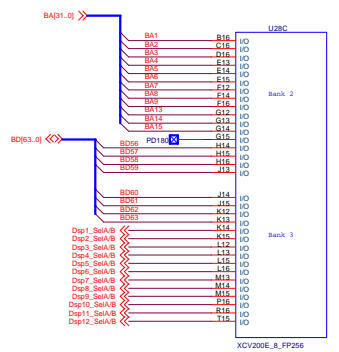 BA[31..0]
U28C
BA1 B16 I/O
BA2 C16 I/O
BA3 D16 I/O
BA4 E13 I/O
BA5 E14 I/O
BA6 E15 I/O
BA7 F12 I/O
BA8 F14 I/O Bank 2
BA9 F16 I/O
BA13 G12 I/O
BA14 G13 I/O
BA15 G14 I/O
PD180 G15 I/O
BD[63..0]
BD56 H14 I/O
BD57 H15 I/O
BD58 H16 I/O
BD59 J13 I/O
BD60 J14 I/O
BD61 J15 I/O
BD62 K12 I/O
BD63 K13 I/O
Dsp1_SelA/B K14 I/O
Dsp2_SelA/B K15 I/O Bank 3
Dsp3_SelA/B L12 I/O
Dsp4_SelA/B L13 I/O
Dsp5_SelA/B L15 I/O
Dsp6_SelA/B L16 I/O
Dsp7_SelA/B M13 I/O
Dsp8_SelA/B M14 I/O
Dsp9_SelA/B M15 I/O
Dsp10_SelA/B P16 I/O
Dsp11_SelA/B R16 I/O
Dsp12_SelA/B T15 I/O
XCV200E_8_FP256